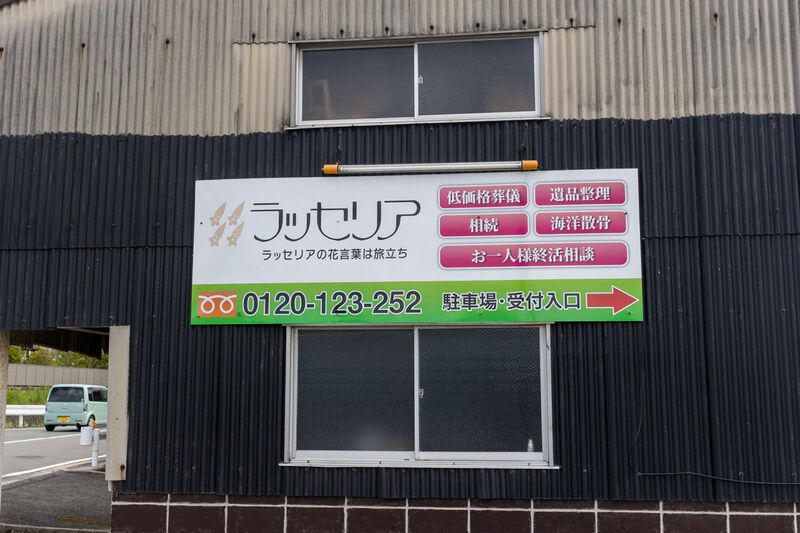 ラッセリア
ラッセリアの花言葉は旅立ち
低価格葬儀
遺品整理
相続
海洋散骨
お一人様終活相談
0120-123-252
駐車場・受付入口